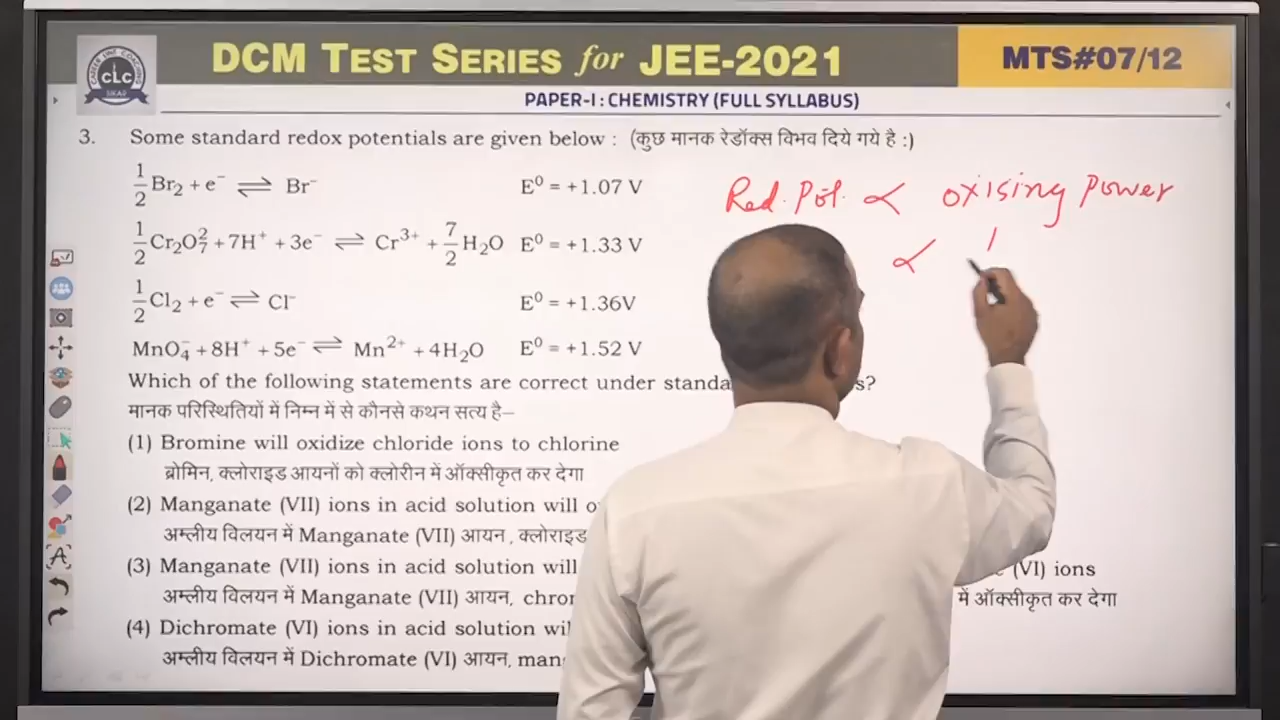 CLC
SIKAR
DCM TEST SERIES for JEE-2021
MTS#07/12
PAPER-I : CHEMISTRY (FULL SYLLABUS)
3. Some standard redox potentials are given below : (कुछ मानक रेडॉक्स विभव दिये गये है :)
1/2 Br₂ + e⁻ ⇌ Br⁻ E⁰ = +1.07 V
Red. Pot. ∝ oxising Power
1/2 Cr₂O₇²⁻ + 7H⁺ + 3e⁻ ⇌ Cr³⁺ + 7/2 H₂O E⁰ = +1.33 V
∝
1/2 Cl₂ + e⁻ ⇌ Cl⁻ E⁰ = +1.36V
MnO₄⁻ + 8H⁺ + 5e⁻ ⇌ Mn²⁺ + 4H₂O E⁰ = +1.52 V
Which of the following statements are correct under ?
मानक परिस्थितियों में निम्न में से कौनसे कथन सत्य है–
(1) Bromine will oxidize chloride ions to chlorine
ब्रोमिन, क्लोराइड आयनों को क्लोरीन में ऑक्सीकृत कर देगा
(2) Manganate (VII) ions in acid solution will
अम्लीय विलयन में Manganate (VII) आयन , क्लोराइड
(3) Manganate (VII) ions in acid solution will (VI) ions
अम्लीय विलयन में Manganate (VII) आयन, में ऑक्सीकृत कर देगा
(4) Dichromate (VI) ions in acid solution
अम्लीय विलयन में Dichromate (VI) आयन,